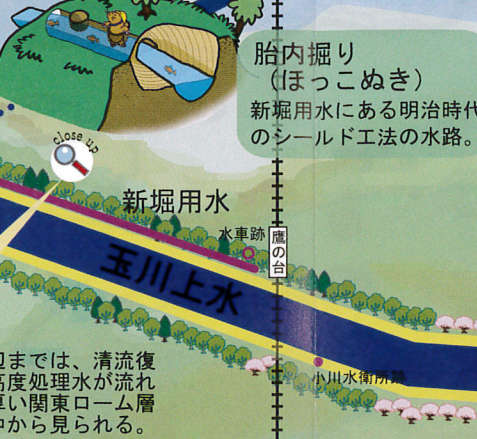 胎内掘り
(ほっこぬき)
新堀用水にある明治時代
のシールド工法の水路。
close up
新堀用水
水車跡
鷹の台
玉川上水
小川水衛所跡
辺までは、清流復
高度処理水が流れ
厚い関東ローム層
中から見られる。